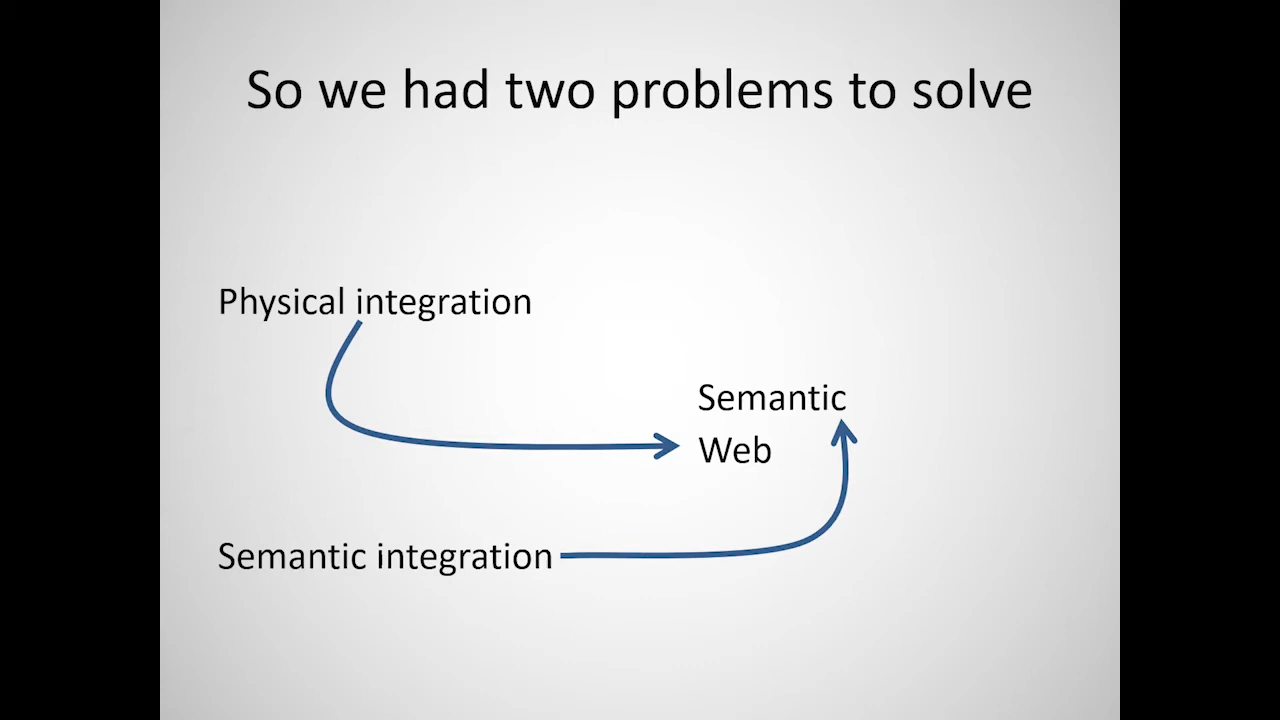 So we had two problems to solve
Physical integration
Semantic
Web
Semantic integration